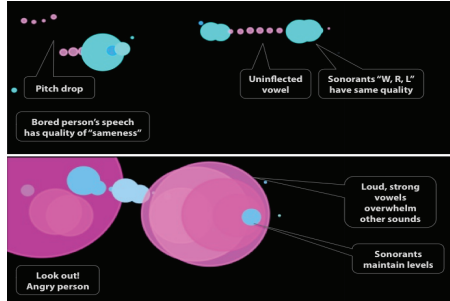 Pitch drop
Bored person's speech
has quality of "sameness"
Uninflected
vowel
Sonorants "W, R, L"
have same quality
Loud, strong
vowels
overwhelm
other sounds
Sonorants
maintain levels
Look out!
Angry person